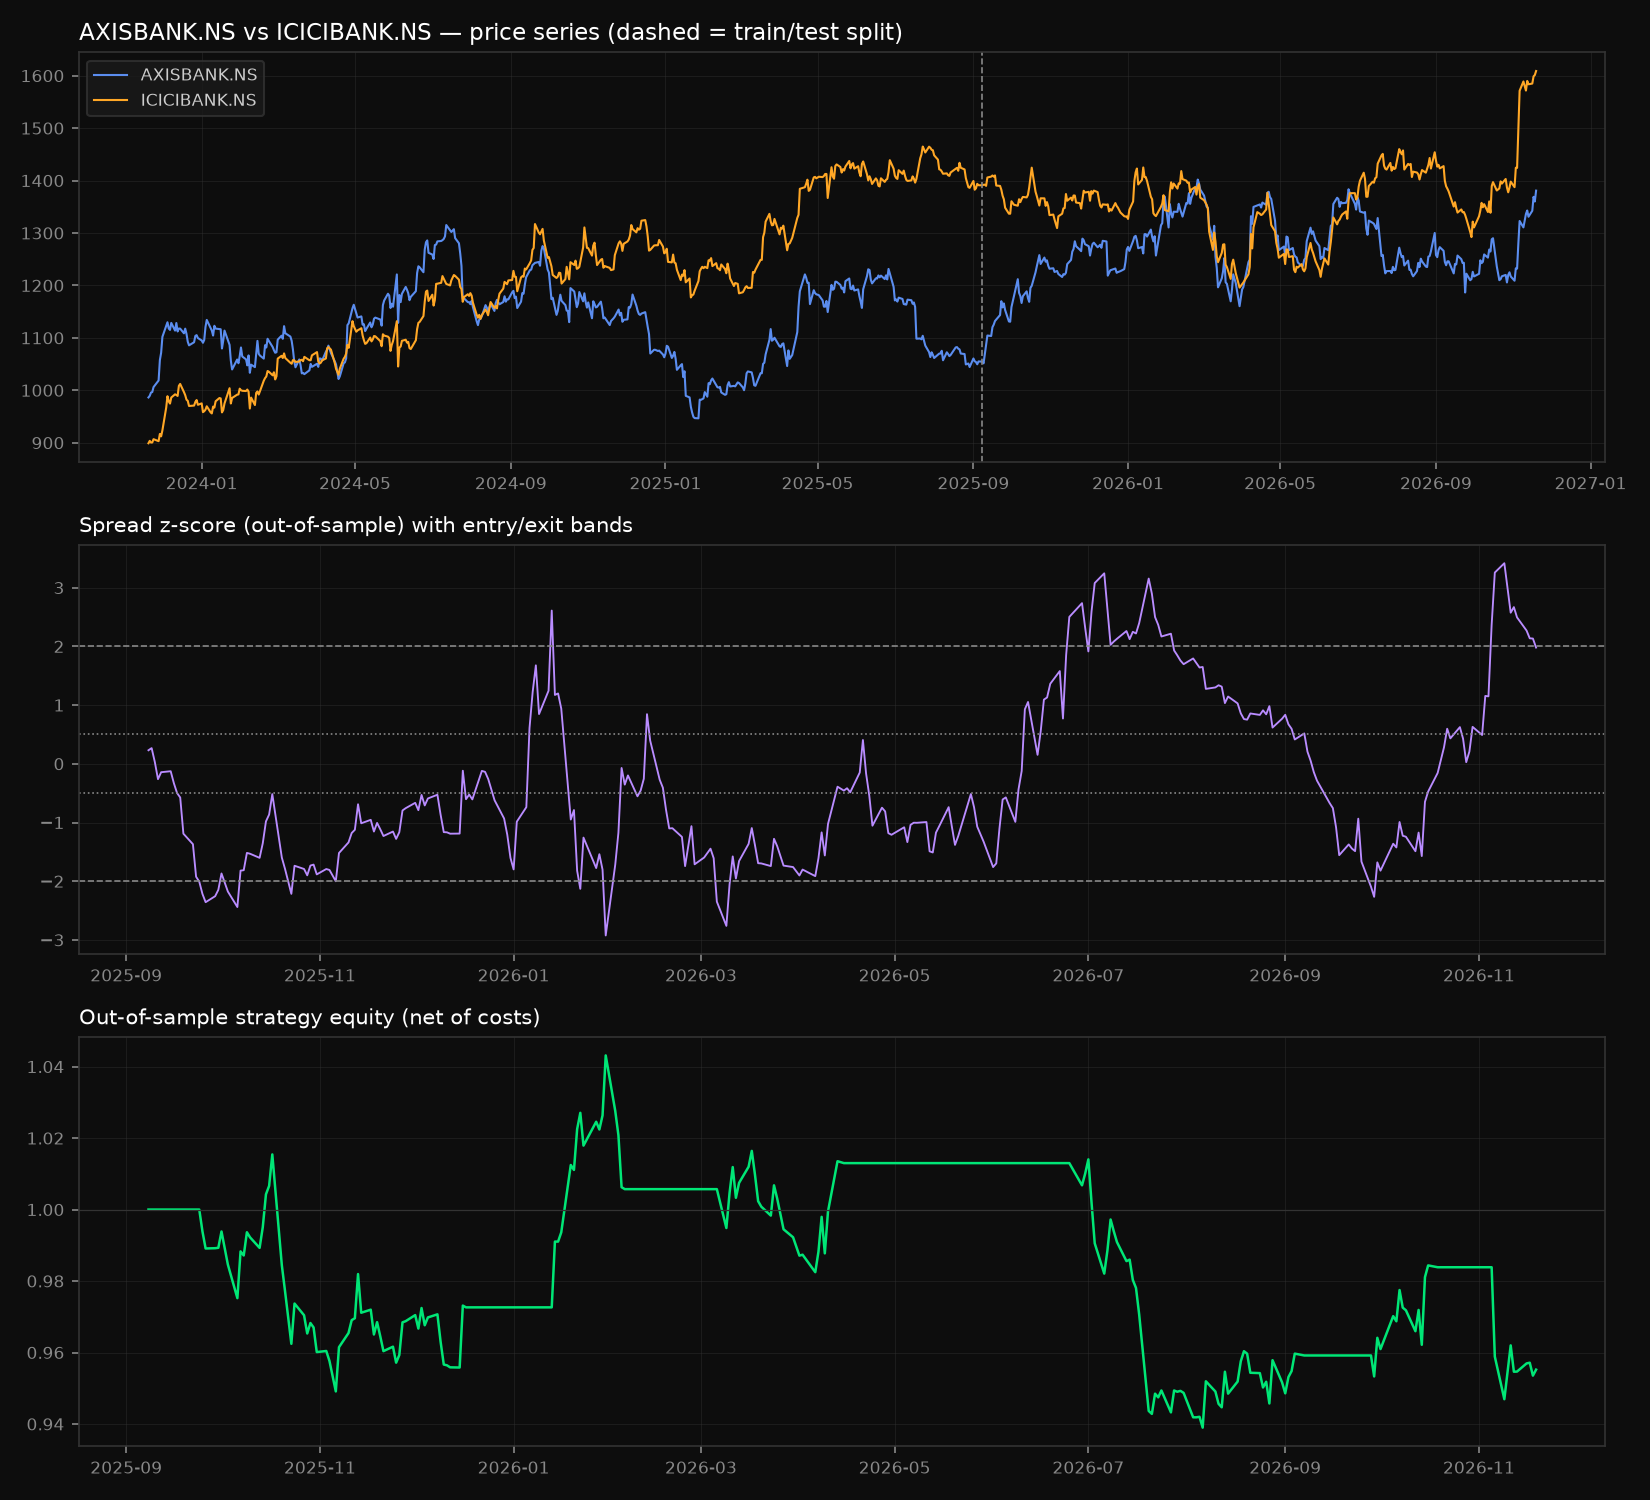 AXISBANK.NS vs ICICIBANK.NS — price series (dashed = train/test split)
AXISBANK.NS
ICICIBANK.NS
1600
1500
1400
1300
1200
1100
1000
900
2024-01 2024-05 2024-09 2025-01 2025-05 2025-09 2026-01 2026-05 2026-09 2027-01
Spread z-score (out-of-sample) with entry/exit bands
3
2
1
0
−1
−2
−3
2025-09 2025-11 2026-01 2026-03 2026-05 2026-07 2026-09 2026-11
Out-of-sample strategy equity (net of costs)
1.04
1.02
1.00
0.98
0.96
0.94
2025-09 2025-11 2026-01 2026-03 2026-05 2026-07 2026-09 2026-11